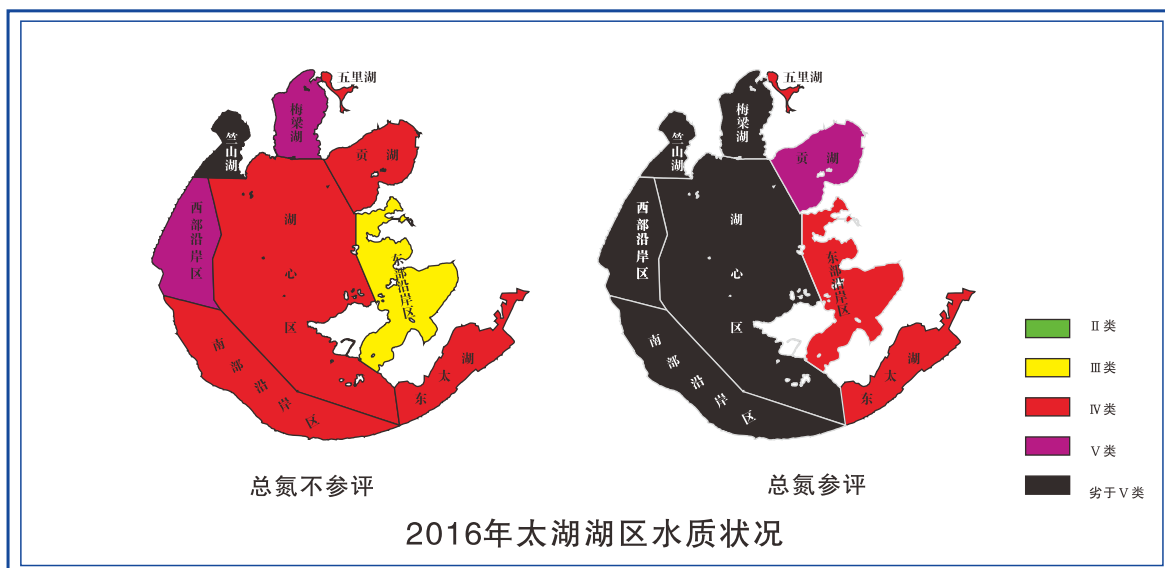 五里湖
梅梁湖
竺山湖
贡湖
西部沿岸区
湖心区
东部沿岸区
南部沿岸区
东太湖
总氮不参评
五里湖
梅梁湖
竺山湖
贡湖
西部沿岸区
湖心区
东部沿岸区
南部沿岸区
东太湖
总氮参评
Ⅱ类
Ⅲ类
Ⅳ类
Ⅴ类
劣于Ⅴ类
2016年太湖湖区水质状况